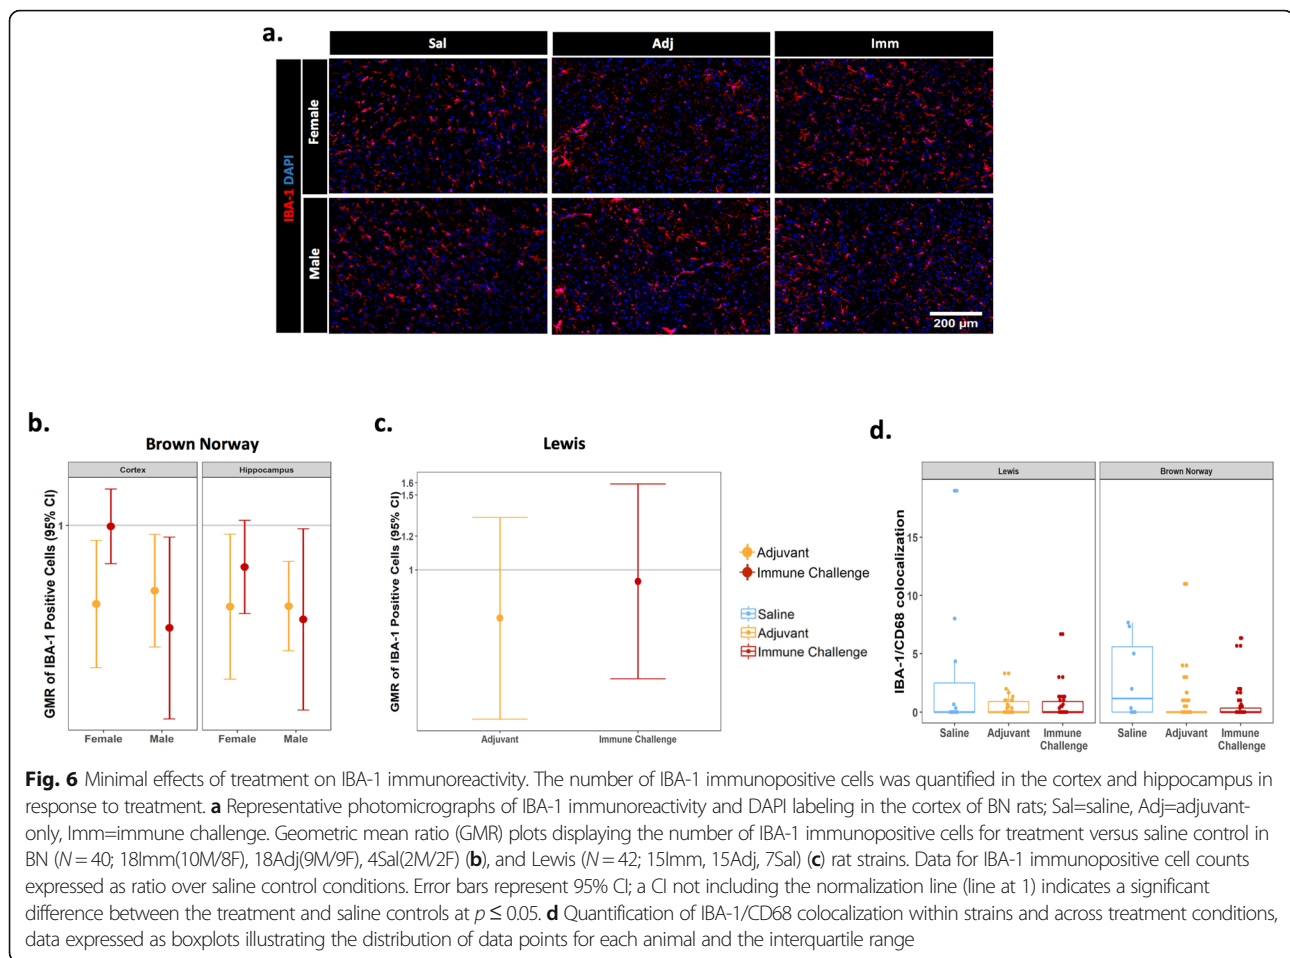 a.
Sal
Adj
Imm
IBA-1 DAPI
Female
Male
200 µm
b.
Brown Norway
Cortex
Hippocampus
GMR of IBA-1 Positive Cells (95% CI)
1
Female
Male
Female
Male
c.
Lewis
GMR of IBA-1 Positive Cells (95% CI)
1.6
1.5
1.2
1
Adjuvant
Immune Challenge
Adjuvant
Immune Challenge
Saline
Adjuvant
Immune Challenge
d.
Lewis
Brown Norway
IBA-1/CD68 colocalization
15
10
5
0
Saline
Adjuvant
Immune
Challenge
Saline
Adjuvant
Immune
Challenge
Fig. 6 Minimal effects of treatment on IBA-1 immunoreactivity. The number of IBA-1 immunopositive cells was quantified in the cortex and hippocampus in
response to treatment. a Representative photomicrographs of IBA-1 immunoreactivity and DAPI labeling in the cortex of BN rats; Sal=saline, Adj=adjuvant-
only, Imm=immune challenge. Geometric mean ratio (GMR) plots displaying the number of IBA-1 immunopositive cells for treatment versus saline control in
BN (N = 40; 18Imm(10M/8F), 18Adj(9M/9F), 4Sal(2M/2F) (b), and Lewis (N = 42; 15Imm, 15Adj, 7Sal) (c) rat strains. Data for IBA-1 immunopositive cell counts
expressed as ratio over saline control conditions. Error bars represent 95% CI; a CI not including the normalization line (line at 1) indicates a significant
difference between the treatment and saline controls at p ≤ 0.05. d Quantification of IBA-1/CD68 colocalization within strains and across treatment conditions,
data expressed as boxplots illustrating the distribution of data points for each animal and the interquartile range